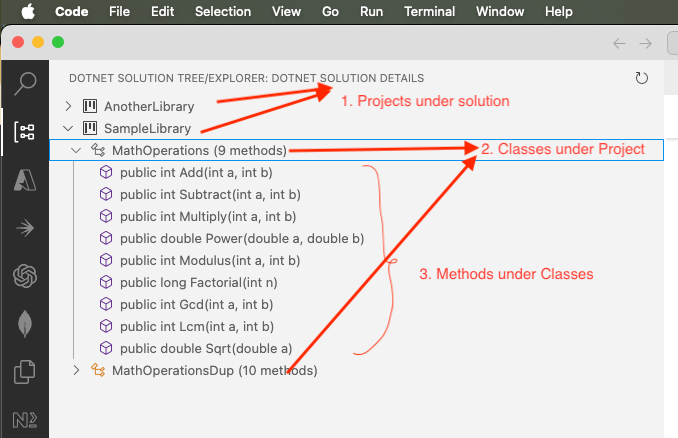 Code File Edit Selection View Go Run Terminal Window Help
DOTNET SOLUTION TREE/EXPLORER: DOTNET SOLUTION DETAILS
AnotherLibrary
1. Projects under solution
SampleLibrary
MathOperations (9 methods)
2. Classes under Project
public int Add(int a, int b)
public int Subtract(int a, int b)
public int Multiply(int a, int b)
public double Power(double a, double b)
public int Modulus(int a, int b)
3. Methods under Classes
public long Factorial(int n)
public int Gcd(int a, int b)
public int Lcm(int a, int b)
public double Sqrt(double a)
MathOperationsDup (10 methods)